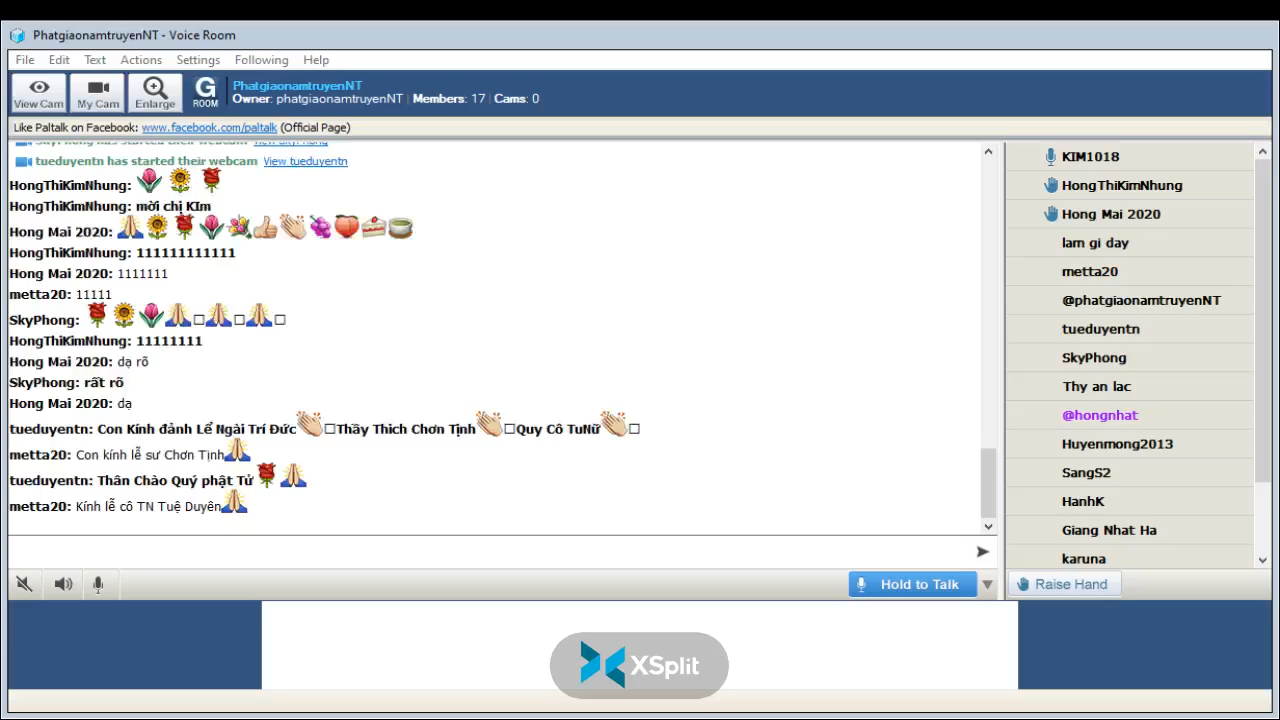 PhatgiaonamtruyenNT - Voice Room
File Edit Text Actions Settings Following Help
View Cam My Cam Enlarge G ROOM
PhatgiaonamtruyenNT
Owner: phatgiaonamtruyenNT | Members: 17 | Cams: 0
Like Paltalk on Facebook: www.facebook.com/paltalk (Official Page)
SkyPhong has started their webcam View SkyPhong
tueduyentn has started their webcam View tueduyentn
HongThiKimNhung:
HongThiKimNhung: mời chị KIm
Hong Mai 2020:
HongThiKimNhung: 111111111111
Hong Mai 2020: 1111111
metta20: 11111
SkyPhong:
HongThiKimNhung: 11111111
Hong Mai 2020: dạ rõ
SkyPhong: rất rõ
Hong Mai 2020: dạ
tueduyentn: Con Kính đảnh Lể Ngài Trí Đức Thầy Thich Chơn Tịnh Quy Cô TuNữ
metta20: Con kính lễ sư Chơn Tịnh
tueduyentn: Thân Chào Quý phật Tử
metta20: Kính lễ cô TN Tuệ Duyên
KIM1018
HongThiKimNhung
Hong Mai 2020
lam gi day
metta20
@phatgiaonamtruyenNT
tueduyentn
SkyPhong
Thy an lac
@hongnhat
Huyenmong2013
SangS2
HanhK
Giang Nhat Ha
karuna
Hold to Talk
Raise Hand
XSplit